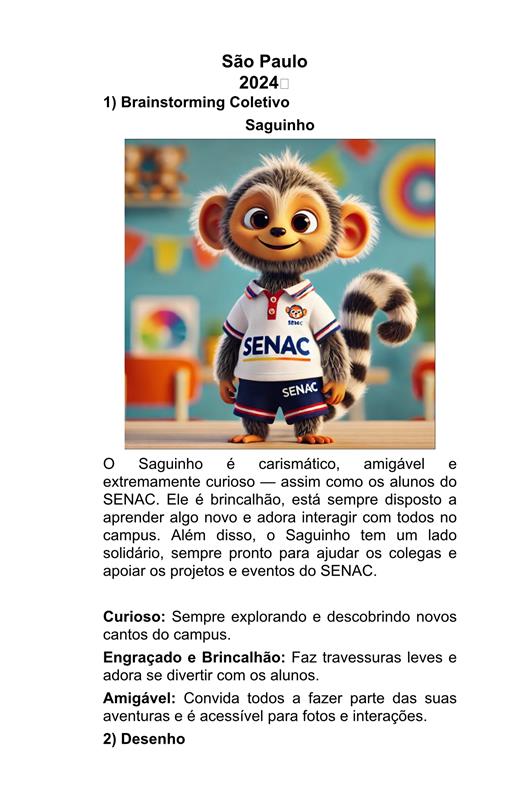 São Paulo
2024
1) Brainstorming Coletivo
Saguinho
SENAC
SENAC
O Saguinho é carismático, amigável e
extremamente curioso — assim como os alunos do
SENAC. Ele é brincalhão, está sempre disposto a
aprender algo novo e adora interagir com todos no
campus. Além disso, o Saguinho tem um lado
solidário, sempre pronto para ajudar os colegas e
apoiar os projetos e eventos do SENAC.
Curioso: Sempre explorando e descobrindo novos
cantos do campus.
Engraçado e Brincalhão: Faz travessuras leves e
adora se divertir com os alunos.
Amigável: Convida todos a fazer parte das suas
aventuras e é acessível para fotos e interações.
2) Desenho